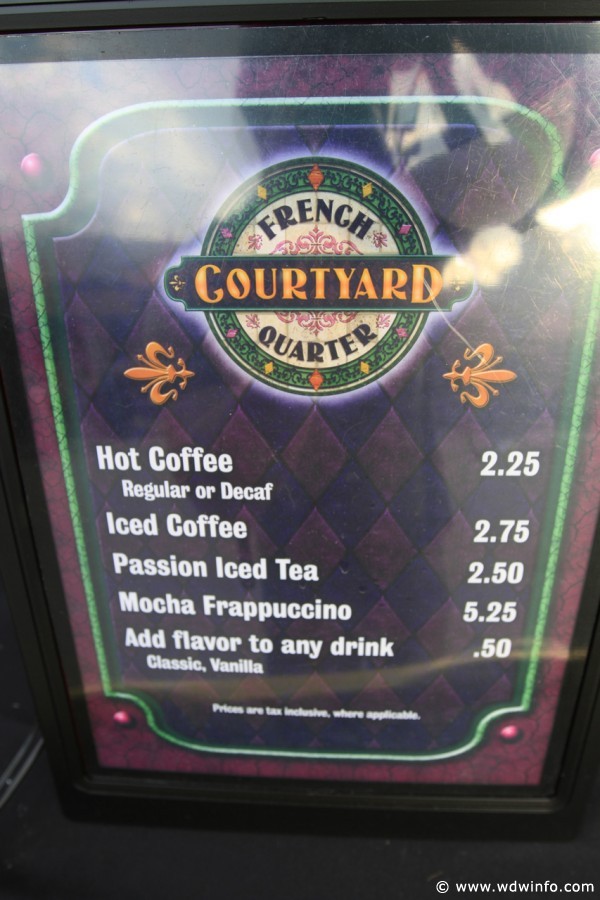 FRENCH
COURTYARD
QUARTER
Hot Coffee 2.25
Regular or Decaf
Iced Coffee 2.75
Passion Iced Tea 2.50
Mocha Frappuccino 5.25
Add flavor to any drink .50
Classic, Vanilla
Prices are tax inclusive, where applicable.
© www.wdwinfo.com